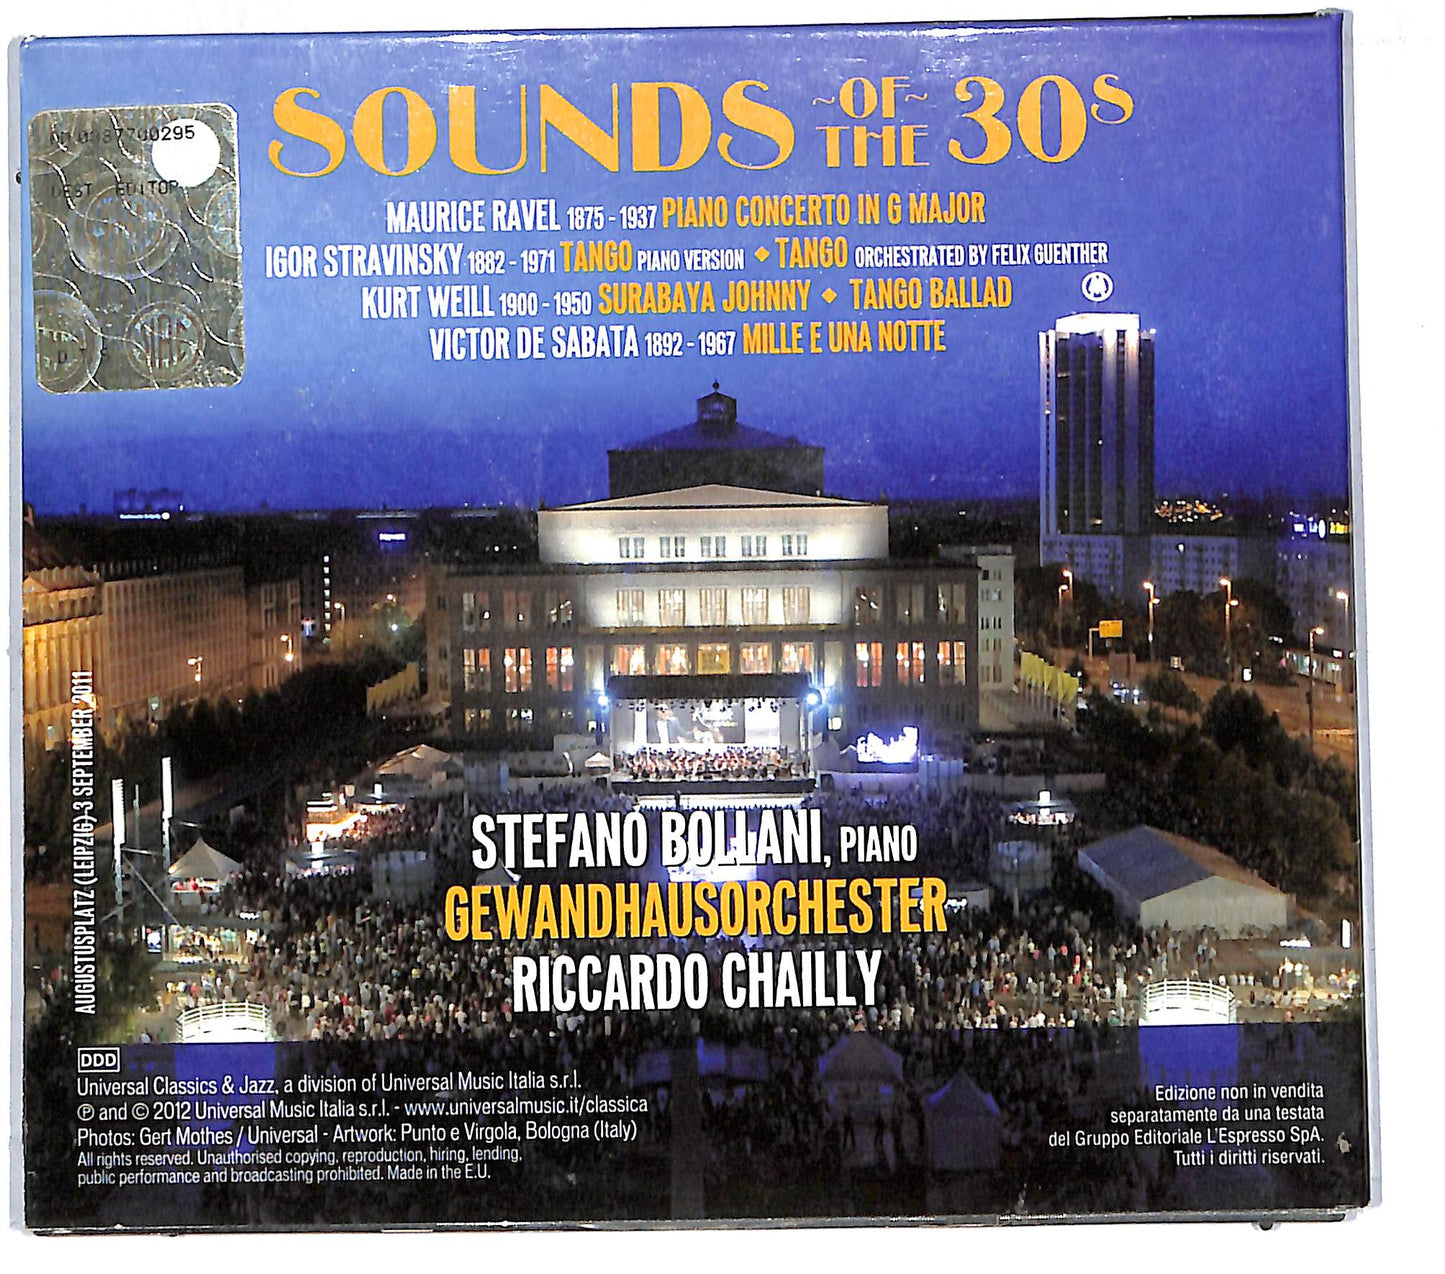 SOUNDS ~OF~ THE 30s
MAURICE RAVEL 1875 - 1937 PIANO CONCERTO IN G MAJOR
IGOR STRAVINSKY 1882 - 1971 TANGO PIANO VERSION ◆ TANGO ORCHESTRATED BY FELIX GUENTHER
KURT WEILL 1900 - 1950 SURABAYA JOHNNY ◆ TANGO BALLAD
VICTOR DE SABATA 1892 - 1967 MILLE E UNA NOTTE
AUGUSTUSPLATZ (LEIPZIG)-3 SEPTEMBER 2011
STEFANO BOLLANI, PIANO
GEWANDHAUSORCHESTER
RICCARDO CHAILLY
DDD
Universal Classics & Jazz, a division of Universal Music Italia s.r.l.
℗ and © 2012 Universal Music Italia s.r.l. - www.universalmusic.it/classica
Photos: Gert Mothes / Universal - Artwork: Punto e Virgola, Bologna (Italy)
All rights reserved. Unauthorised copying, reproduction, hiring, lending,
public performance and broadcasting prohibited. Made in the E.U.
Edizione non in vendita
separatamente da una testata
del Gruppo Editoriale L'Espresso SpA.
Tutti i diritti riservati.